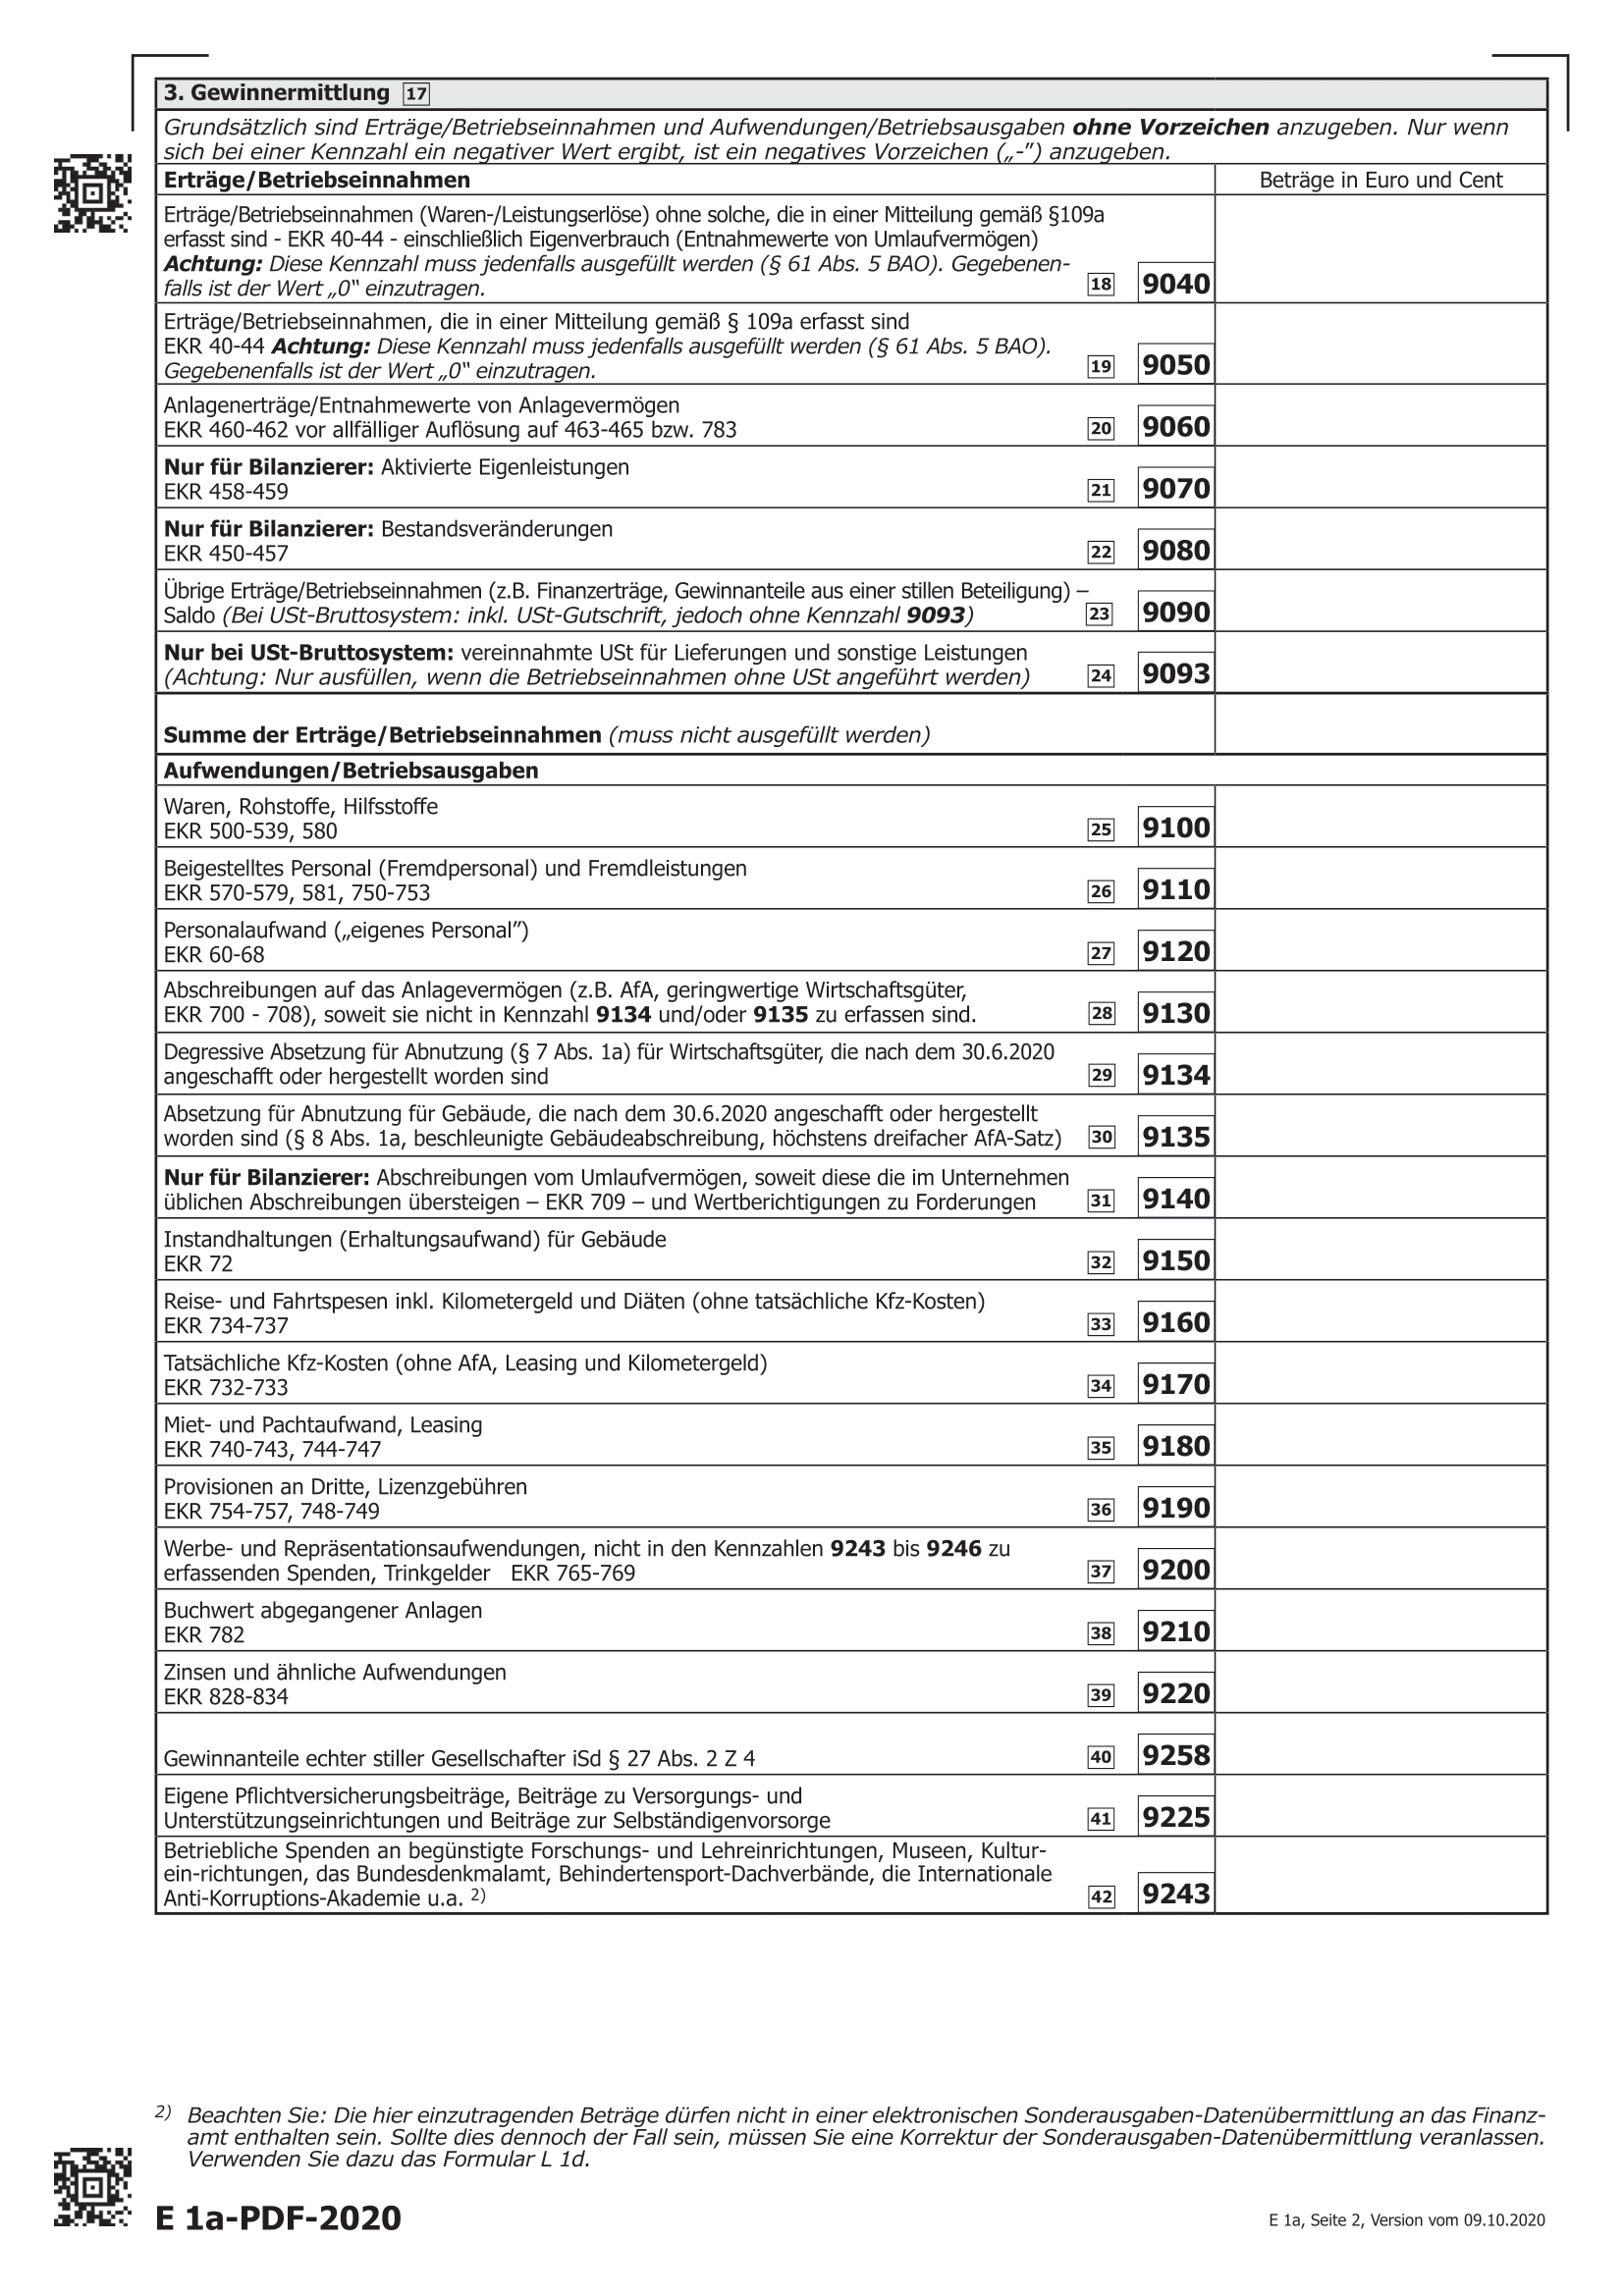 3. Gewinnermittlung 17
Grundsätzlich sind Erträge/Betriebseinnahmen und Aufwendungen/Betriebsausgaben ohne Vorzeichen anzugeben. Nur wenn
sich bei einer Kennzahl ein negativer Wert ergibt, ist ein negatives Vorzeichen („-”) anzugeben.
Erträge/Betriebseinnahmen Beträge in Euro und Cent
Erträge/Betriebseinnahmen (Waren-/Leistungserlöse) ohne solche, die in einer Mitteilung gemäß §109a
erfasst sind - EKR 40-44 - einschließlich Eigenverbrauch (Entnahmewerte von Umlaufvermögen)
Achtung: Diese Kennzahl muss jedenfalls ausgefüllt werden (§ 61 Abs. 5 BAO). Gegebenen-
falls ist der Wert „0“ einzutragen. 18 9040
Erträge/Betriebseinnahmen, die in einer Mitteilung gemäß § 109a erfasst sind
EKR 40-44 Achtung: Diese Kennzahl muss jedenfalls ausgefüllt werden (§ 61 Abs. 5 BAO).
Gegebenenfalls ist der Wert „0“ einzutragen. 19 9050
Anlagenerträge/Entnahmewerte von Anlagevermögen
EKR 460-462 vor allfälliger Auflösung auf 463-465 bzw. 783 20 9060
Nur für Bilanzierer: Aktivierte Eigenleistungen
EKR 458-459 21 9070
Nur für Bilanzierer: Bestandsveränderungen
EKR 450-457 22 9080
Übrige Erträge/Betriebseinnahmen (z.B. Finanzerträge, Gewinnanteile aus einer stillen Beteiligung) –
Saldo (Bei USt-Bruttosystem: inkl. USt-Gutschrift, jedoch ohne Kennzahl 9093) 23 9090
Nur bei USt-Bruttosystem: vereinnahmte USt für Lieferungen und sonstige Leistungen
(Achtung: Nur ausfüllen, wenn die Betriebseinnahmen ohne USt angeführt werden) 24 9093
Summe der Erträge/Betriebseinnahmen (muss nicht ausgefüllt werden)
Aufwendungen/Betriebsausgaben
Waren, Rohstoffe, Hilfsstoffe
EKR 500-539, 580 25 9100
Beigestelltes Personal (Fremdpersonal) und Fremdleistungen
EKR 570-579, 581, 750-753 26 9110
Personalaufwand („eigenes Personal”)
EKR 60-68 27 9120
Abschreibungen auf das Anlagevermögen (z.B. AfA, geringwertige Wirtschaftsgüter,
EKR 700 - 708), soweit sie nicht in Kennzahl 9134 und/oder 9135 zu erfassen sind. 28 9130
Degressive Absetzung für Abnutzung (§ 7 Abs. 1a) für Wirtschaftsgüter, die nach dem 30.6.2020
angeschafft oder hergestellt worden sind 29 9134
Absetzung für Abnutzung für Gebäude, die nach dem 30.6.2020 angeschafft oder hergestellt
worden sind (§ 8 Abs. 1a, beschleunigte Gebäudeabschreibung, höchstens dreifacher AfA-Satz) 30 9135
Nur für Bilanzierer: Abschreibungen vom Umlaufvermögen, soweit diese die im Unternehmen
üblichen Abschreibungen übersteigen – EKR 709 – und Wertberichtigungen zu Forderungen 31 9140
Instandhaltungen (Erhaltungsaufwand) für Gebäude
EKR 72 32 9150
Reise- und Fahrtspesen inkl. Kilometergeld und Diäten (ohne tatsächliche Kfz-Kosten)
EKR 734-737 33 9160
Tatsächliche Kfz-Kosten (ohne AfA, Leasing und Kilometergeld)
EKR 732-733 34 9170
Miet- und Pachtaufwand, Leasing
EKR 740-743, 744-747 35 9180
Provisionen an Dritte, Lizenzgebühren
EKR 754-757, 748-749 36 9190
Werbe- und Repräsentationsaufwendungen, nicht in den Kennzahlen 9243 bis 9246 zu
erfassenden Spenden, Trinkgelder EKR 765-769 37 9200
Buchwert abgegangener Anlagen
EKR 782 38 9210
Zinsen und ähnliche Aufwendungen
EKR 828-834 39 9220
Gewinnanteile echter stiller Gesellschafter iSd § 27 Abs. 2 Z 4 40 9258
Eigene Pflichtversicherungsbeiträge, Beiträge zu Versorgungs- und
Unterstützungseinrichtungen und Beiträge zur Selbständigenvorsorge 41 9225
Betriebliche Spenden an begünstigte Forschungs- und Lehreinrichtungen, Museen, Kultur-
ein-richtungen, das Bundesdenkmalamt, Behindertensport-Dachverbände, die Internationale
Anti-Korruptions-Akademie u.a. 2) 42 9243
2) Beachten Sie: Die hier einzutragenden Beträge dürfen nicht in einer elektronischen Sonderausgaben-Datenübermittlung an das Finanz-
amt enthalten sein. Sollte dies dennoch der Fall sein, müssen Sie eine Korrektur der Sonderausgaben-Datenübermittlung veranlassen.
Verwenden Sie dazu das Formular L 1d.
E 1a-PDF-2020 E 1a, Seite 2, Version vom 09.10.2020